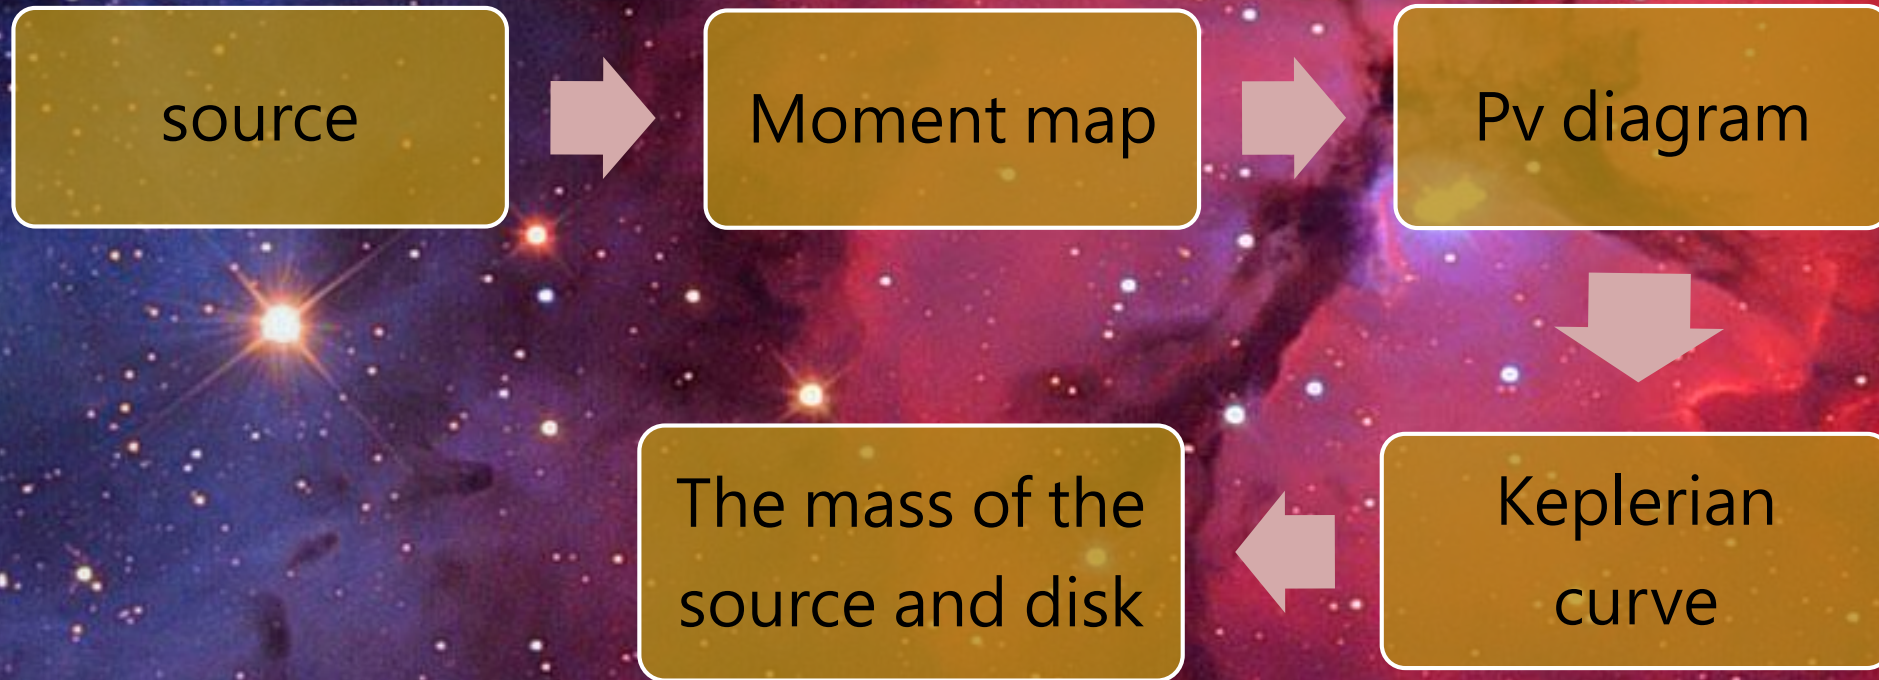 source
Moment map
Pv diagram
Keplerian
curve
The mass of the
source and disk